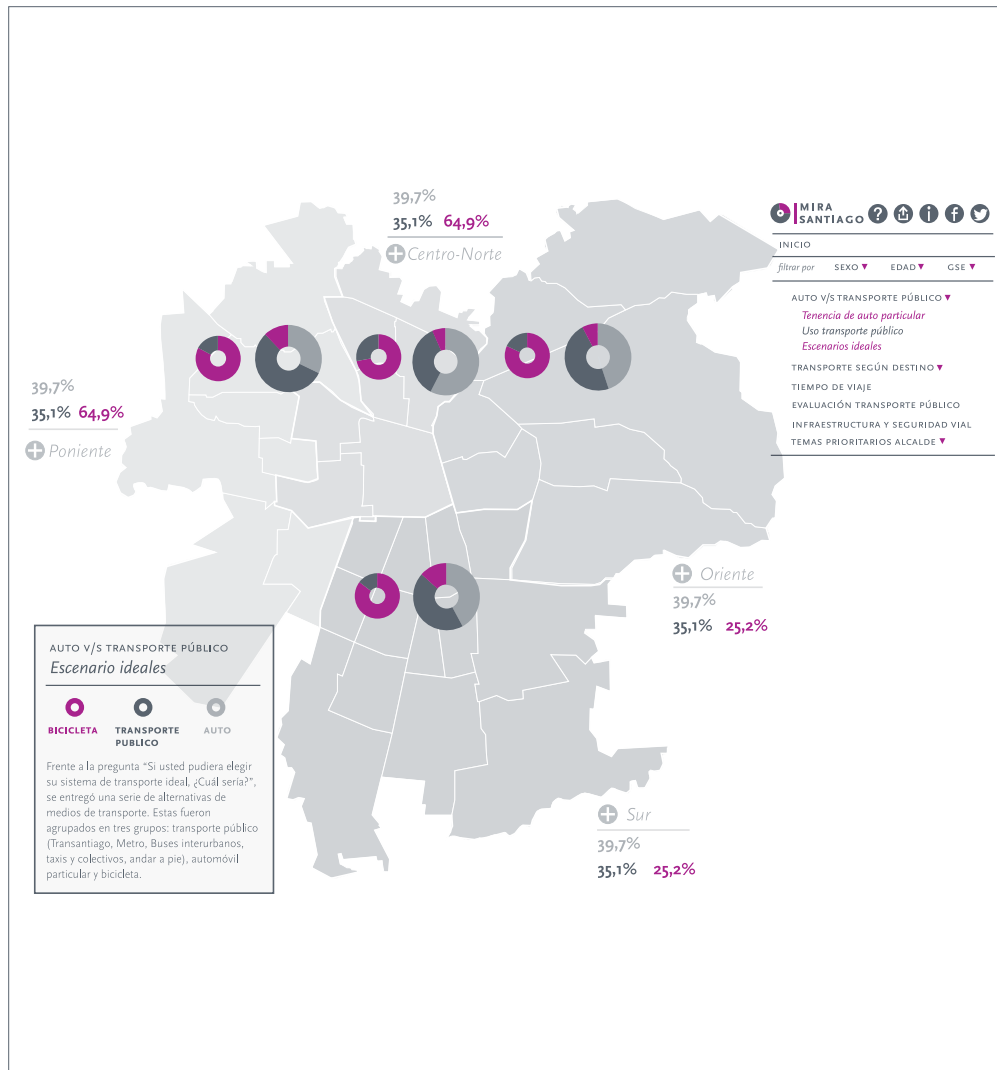 39,7%
35,1% 64,9%
Centro-Norte
MIRA
SANTIAGO
?
i
f
INICIO
filtrar por SEXO ▼ EDAD ▼ GSE ▼
AUTO V/S TRANSPORTE PÚBLICO ▼
Tenencia de auto particular
Uso transporte público
Escenarios ideales
TRANSPORTE SEGÚN DESTINO ▼
TIEMPO DE VIAJE
EVALUACIÓN TRANSPORTE PÚBLICO
INFRAESTRUCTURA Y SEGURIDAD VIAL
TEMAS PRIORITARIOS ALCALDE ▼
39,7%
35,1% 64,9%
Poniente
Oriente
39,7%
35,1% 25,2%
AUTO V/S TRANSPORTE PÚBLICO
Escenario ideales
BICICLETA TRANSPORTE AUTO
PUBLICO
Frente a la pregunta “Si usted pudiera elegir
su sistema de transporte ideal, ¿Cuál sería?”,
se entregó una serie de alternativas de
medios de transporte. Estas fueron
agrupados en tres grupos: transporte público
(Transantiago, Metro, Buses interurbanos,
taxis y colectivos, andar a pie), automóvil
particular y bicicleta.
Sur
39,7%
35,1% 25,2%